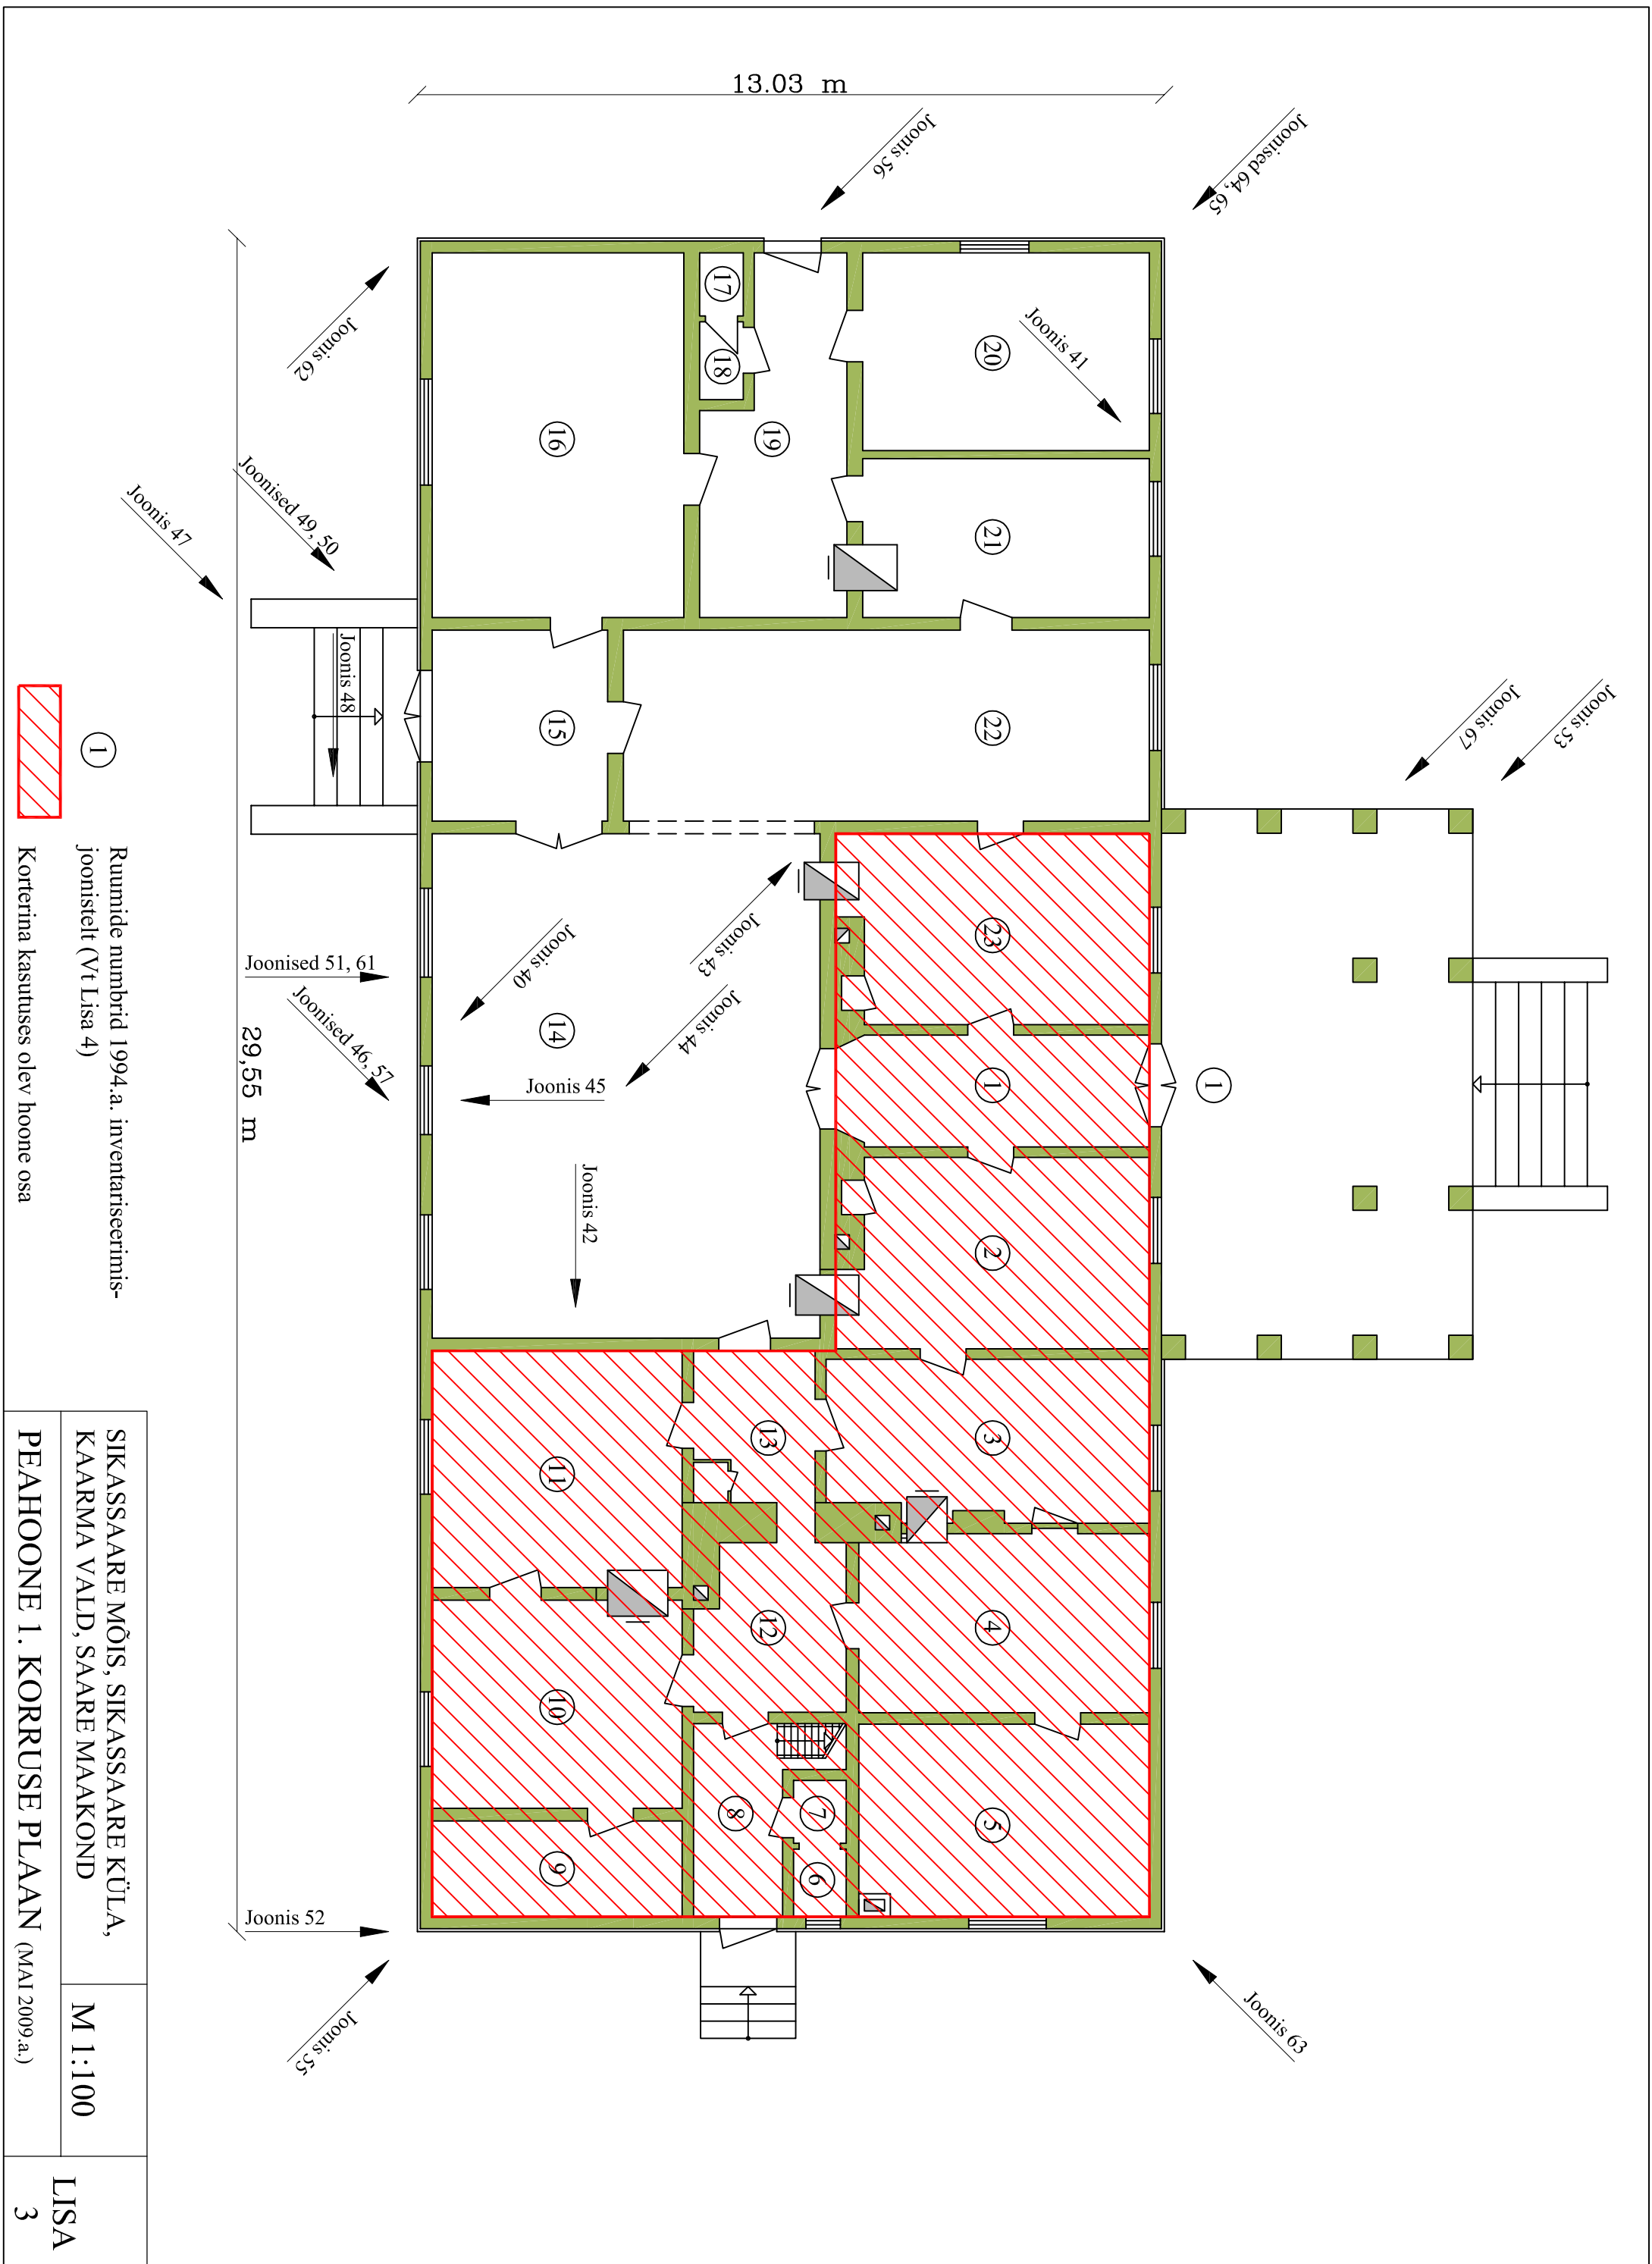 13.03 m
Joonis 56
Joonised 64, 65
Joonis 62
Joonis 41
17
18
20
16
19
21
Joonised 49, 50
Joonis 47
Joonis 48
15
22
Joonis 67
Joonis 53
23
Joonis 43
Joonis 40
Joonis 44
14
Joonised 51, 61
Joonised 46, 57
Joonis 45
1
1
29,55 m
Joonis 42
2
3
13
11
12
4
10
8
7
5
6
9
Joonis 52
Joonis 55
Joonis 63
1
Ruumide numbrid 1994.a. inventariseerimis-
joonistelt (Vt Lisa 4)
Korterina kasutuses olev hoone osa
SIKASSAARE MÕIS, SIKASSAARE KÜLA,
KAARMA VALD, SAARE MAAKOND
M 1:100
PEAHOONE 1. KORRUSE PLAAN (MAI 2009.a.)
LISA
3